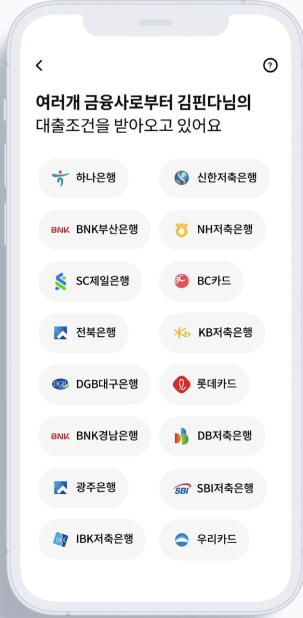 여러개 금융사로부터 김핀다님의
대출조건을 받아오고 있어요
하나은행 신한저축은행
BNK BNK부산은행 NH저축은행
SC제일은행 BC카드
전북은행 KB저축은행
DGB DGB대구은행 롯데카드
BNK BNK경남은행 DB저축은행
광주은행 SBI SBI저축은행
IBK저축은행 우리카드